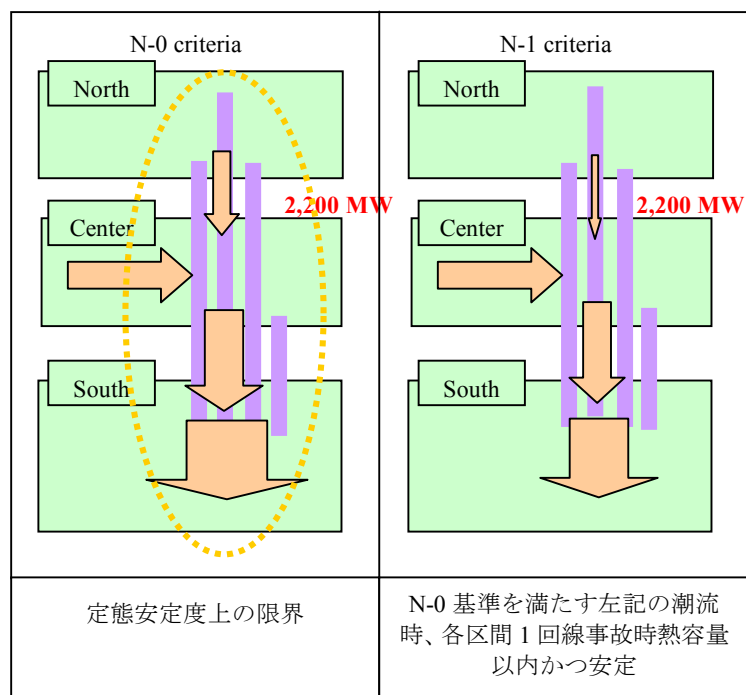 N-0 criteria
North
2,200 MW
Center
South
定態安定度上の限界
N-1 criteria
North
2,200 MW
Center
South
N-0 基準を満たす左記の潮流
時、各区間 1 回線事故時熱容量
以内かつ安定